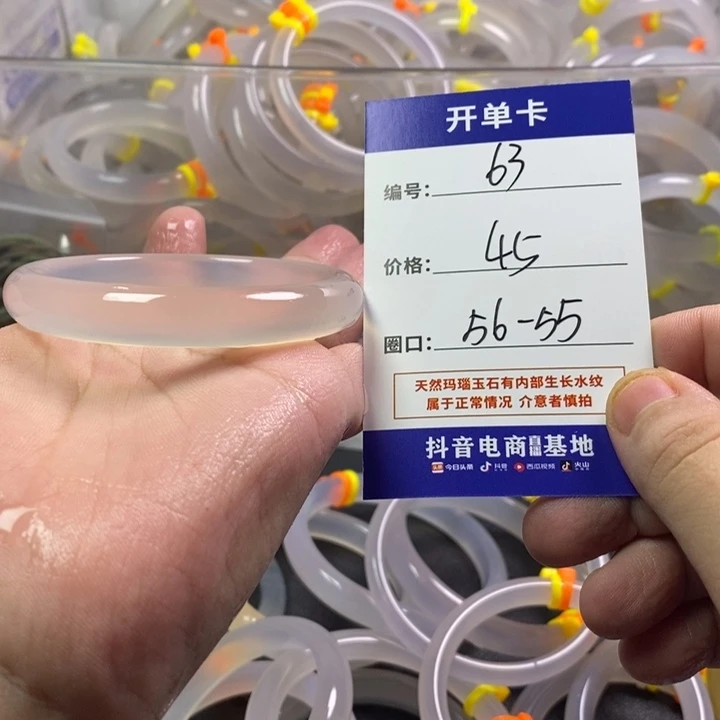 开单卡
编号: 63
价格: 45
圈口: 56-55
天然玛瑙玉石有内部生长水纹
属于正常情况 介意者慎拍
抖音电商直播基地
今日头条 抖音 西瓜视频 火山